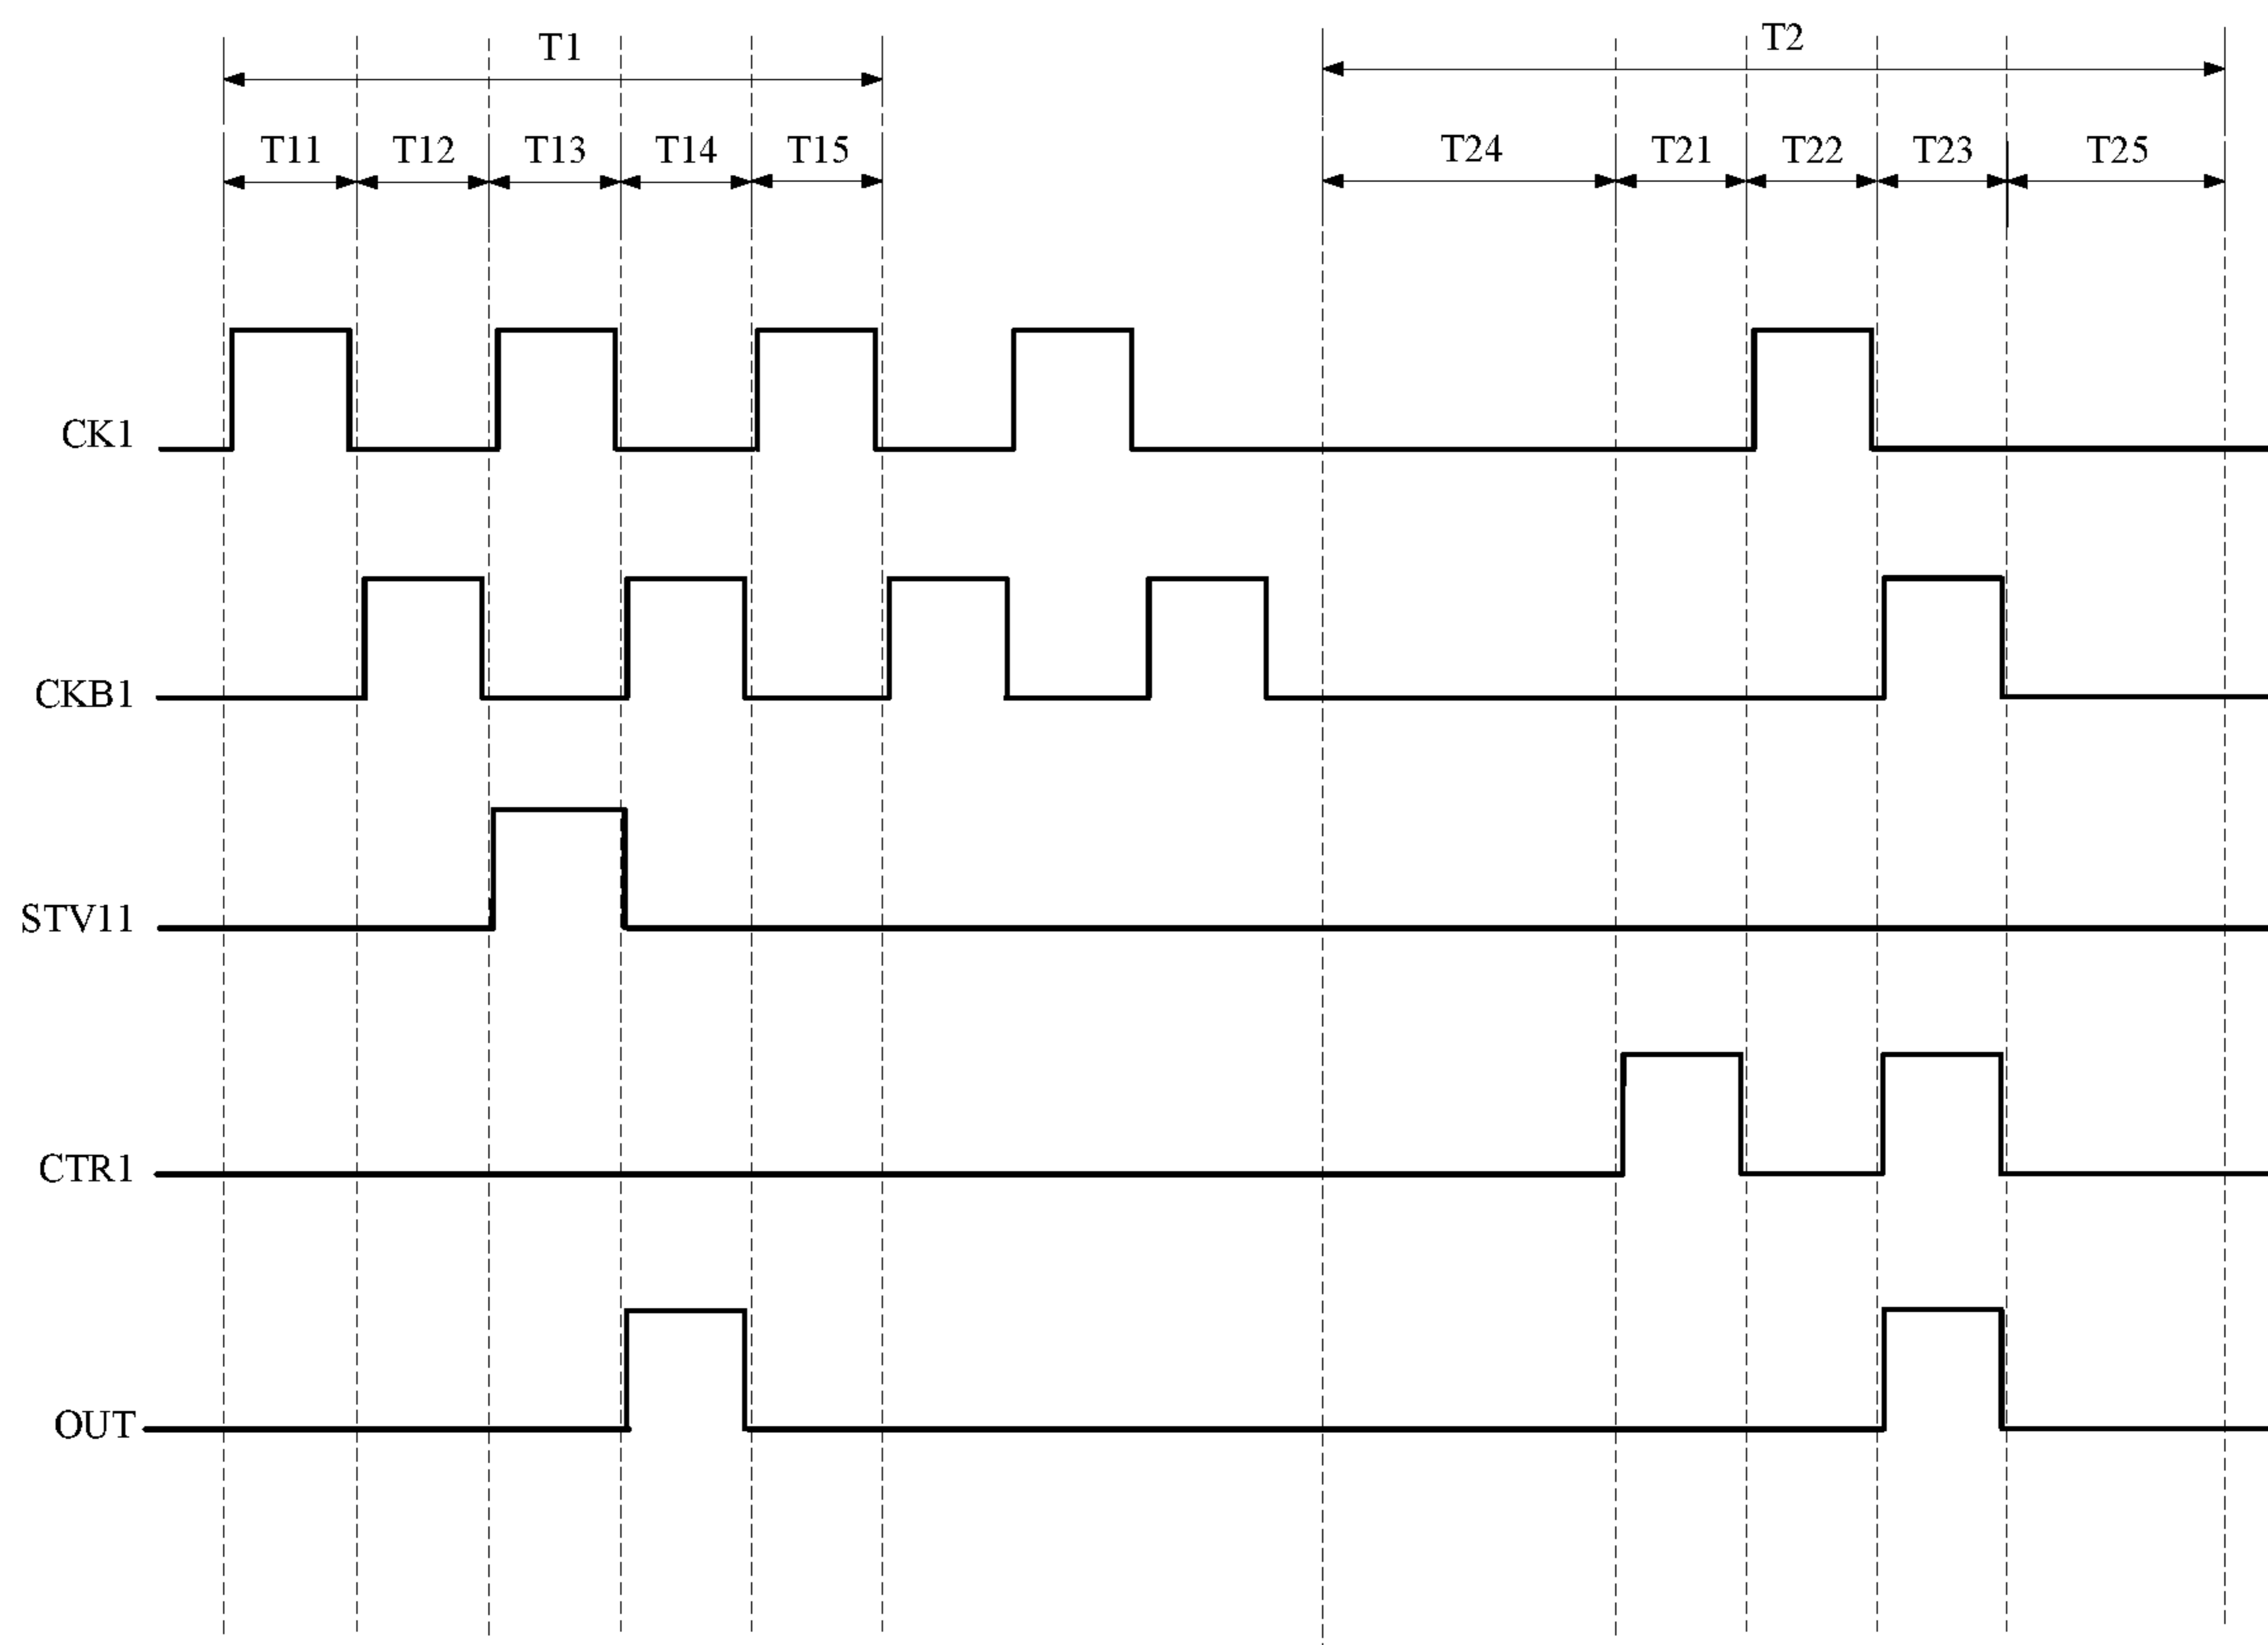 T1
T2
T11 T12 T13 T14 T15 T24 T21 T22 T23 T25
CK1
CKB1
STV11
CTR1
OUT